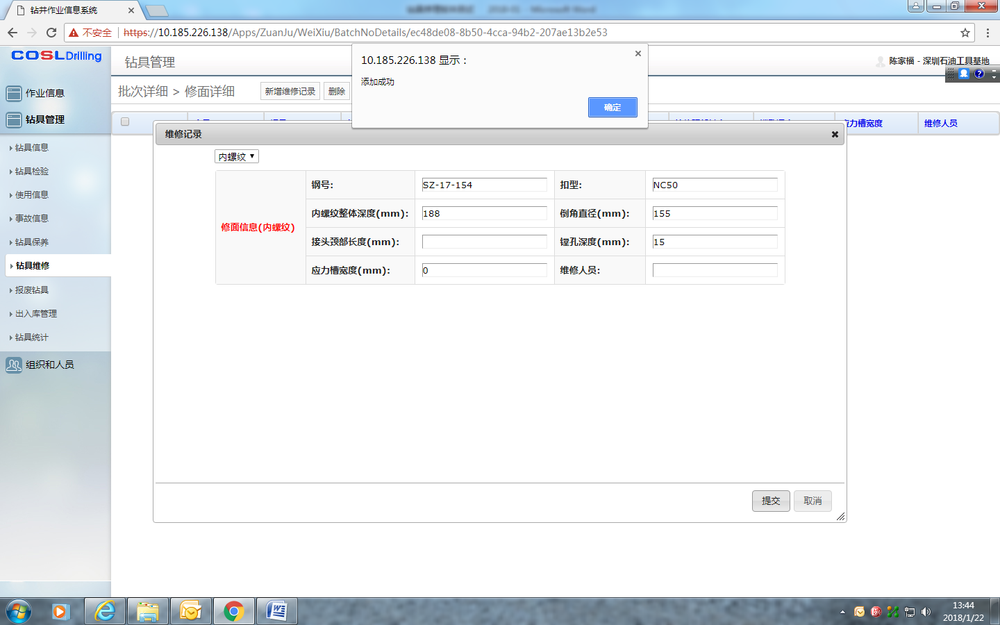 钻井作业信息系统
不安全 https://10.185.226.138/Apps/ZuanJu/WeiXiu/BatchNoDetails/ec48de08-8b50-4cca-94b2-207ae13b2e53
COSL Drilling
钻具管理
陈家福 - 深圳石油工具基地
10.185.226.138 显示：
添加成功
确定
作业信息
钻具管理
钻具信息
钻具检验
使用信息
事故信息
钻具保养
钻具维修
报废钻具
出入库管理
钻具统计
组织和人员
批次详细 > 修面详细
新增维修记录
删除
力槽宽度
维修人员
维修记录
内螺纹
修面信息(内螺纹)
钢号: SZ-17-154 扣型: NC50
内螺纹整体深度(mm): 188 倒角直径(mm): 155
接头颈部长度(mm): 镗孔深度(mm): 15
应力槽宽度(mm): 0 维修人员:
提交 取消
13:44
2018/1/22